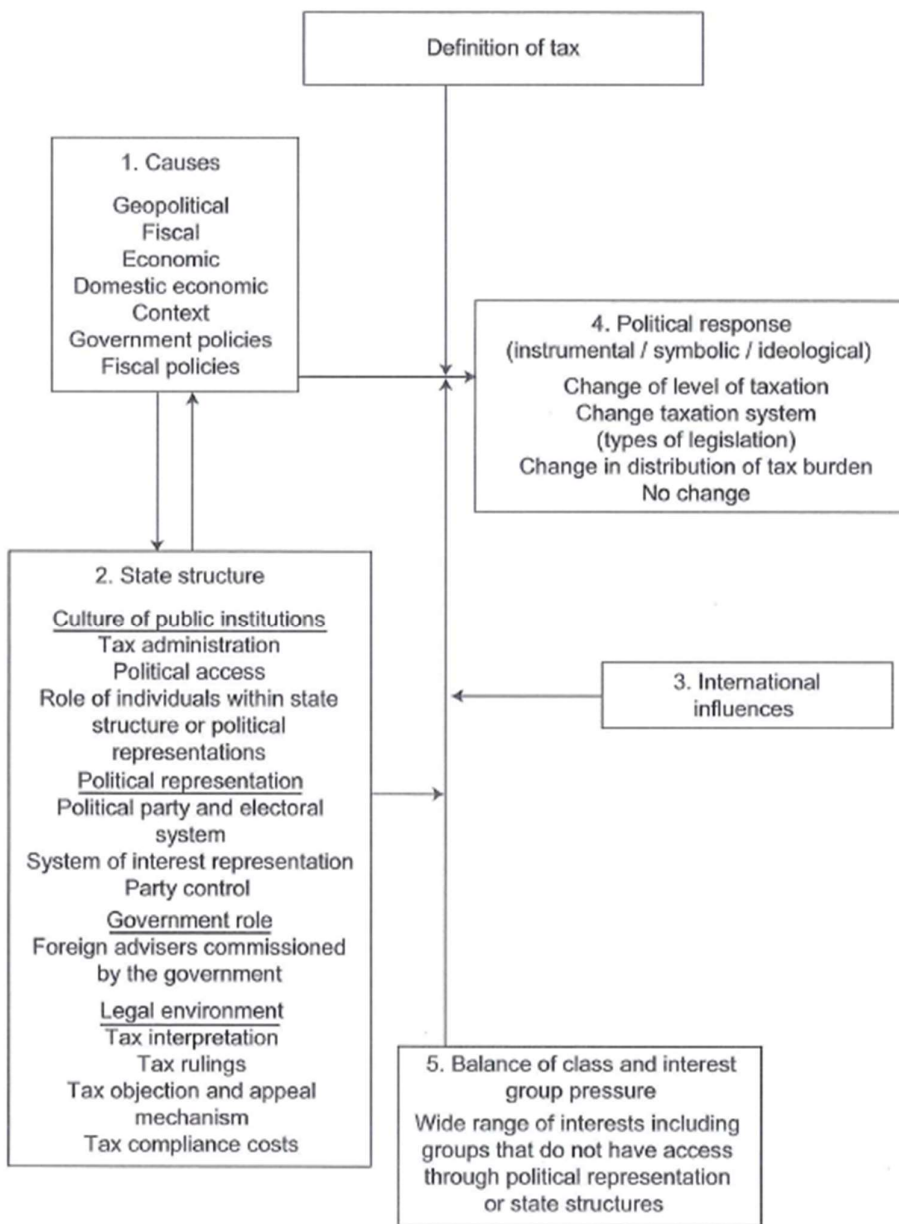 Definition of tax
1. Causes
Geopolitical
Fiscal
Economic
Domestic economic
Context
Government policies
Fiscal policies
4. Political response
(instrumental / symbolic / ideological)
Change of level of taxation
Change taxation system
(types of legislation)
Change in distribution of tax burden
No change
2. State structure
Culture of public institutions
Tax administration
Political access
Role of individuals within state
structure or political
representations
Political representation
Political party and electoral
system
System of interest representation
Party control
Government role
Foreign advisers commissioned
by the government
Legal environment
Tax interpretation
Tax rulings
Tax objection and appeal
mechanism
Tax compliance costs
3. International
influences
5. Balance of class and interest
group pressure
Wide range of interests including
groups that do not have access
through political representation
or state structures